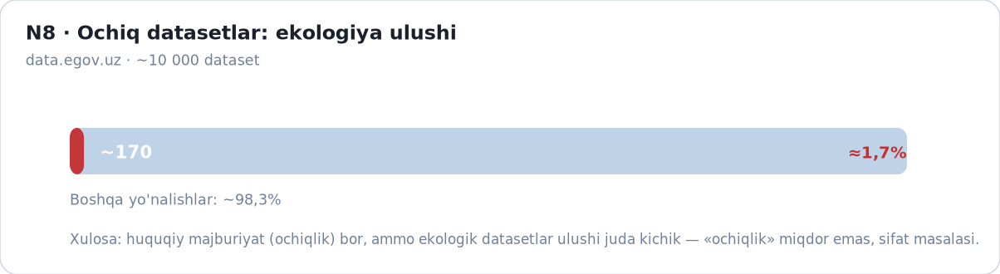 N8 · Ochiq datasetlar: ekologiya ulushi
data.egov.uz · ~10 000 dataset
~170
≈1,7%
Boshqa yo'nalishlar: ~98,3%
Xulosa: huquqiy majburiyat (ochiqlik) bor, ammo ekologik datasetlar ulushi juda kichik — «ochiqlik» miqdor emas, sifat masalasi.